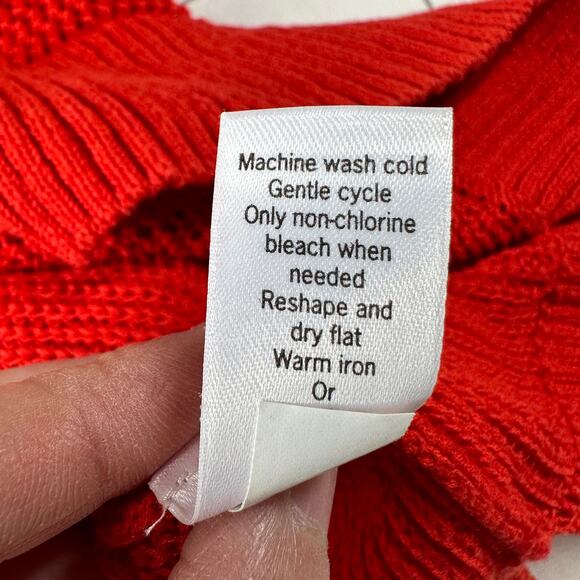 Machine wash cold
Gentle cycle
Only non-chlorine
bleach when
needed
Reshape and
dry flat
Warm iron
Or